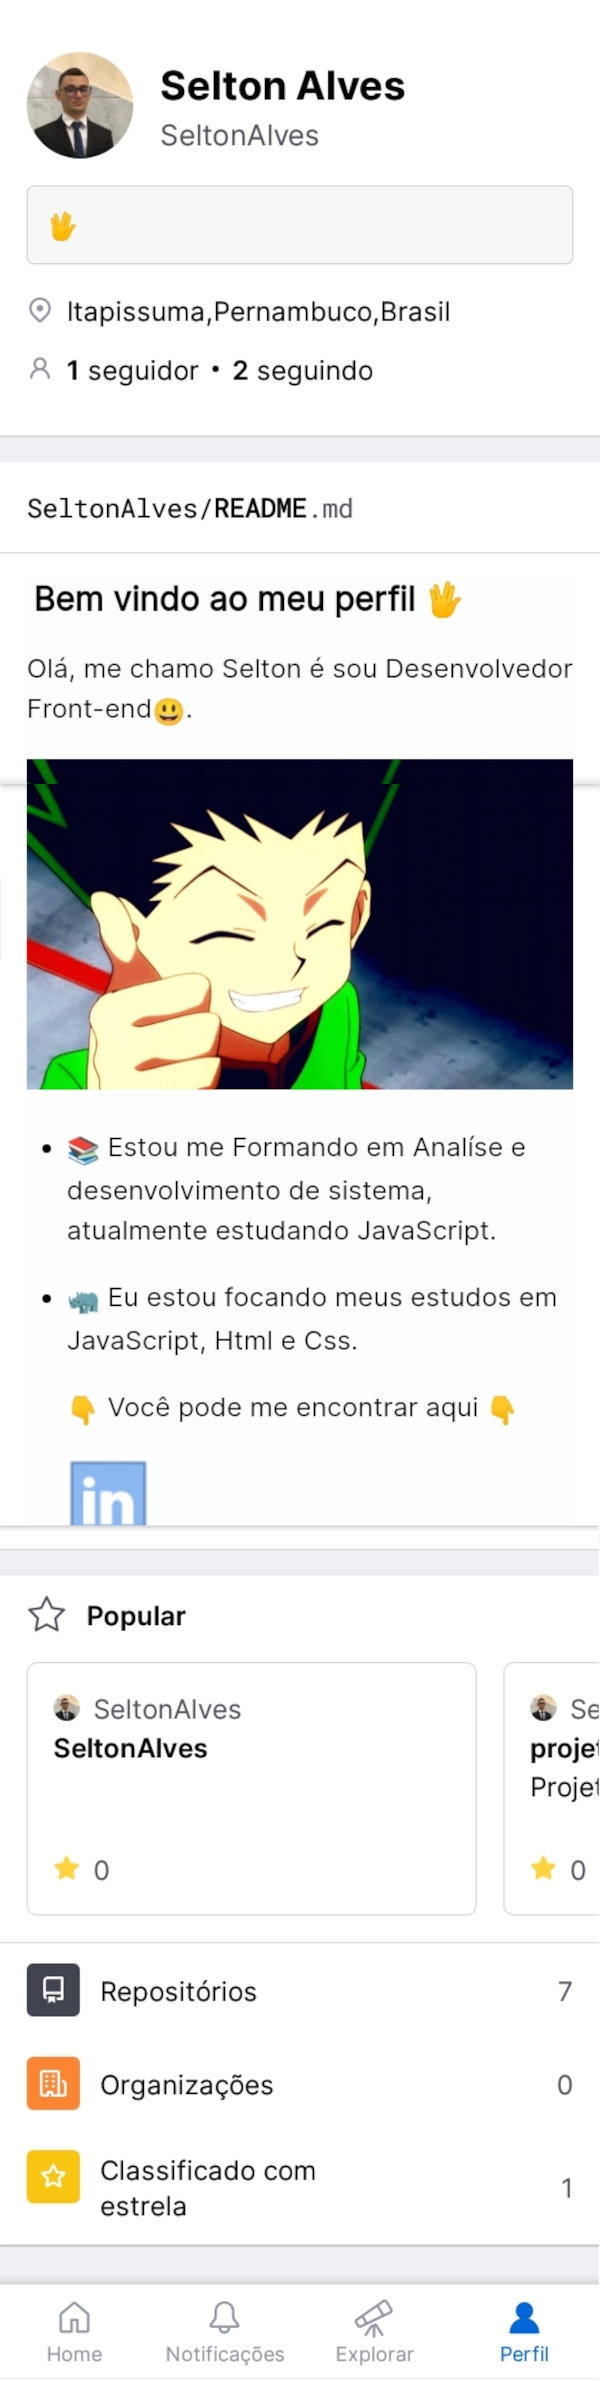 Selton Alves
SeltonAlves
🖖
Itapissuma,Pernambuco,Brasil
1 seguidor • 2 seguindo
SeltonAlves/README.md
Bem vindo ao meu perfil 🖖
Olá, me chamo Selton é sou Desenvolvedor
Front-end😃.
• 📚 Estou me Formando em Analíse e
desenvolvimento de sistema,
atualmente estudando JavaScript.
• 🦏 Eu estou focando meus estudos em
JavaScript, Html e Css.
👇 Você pode me encontrar aqui 👇
in
Popular
SeltonAlves
SeltonAlves
0
Se
projet
Projet
0
Repositórios 7
Organizações 0
Classificado com
estrela
1
Home Notificações Explorar Perfil